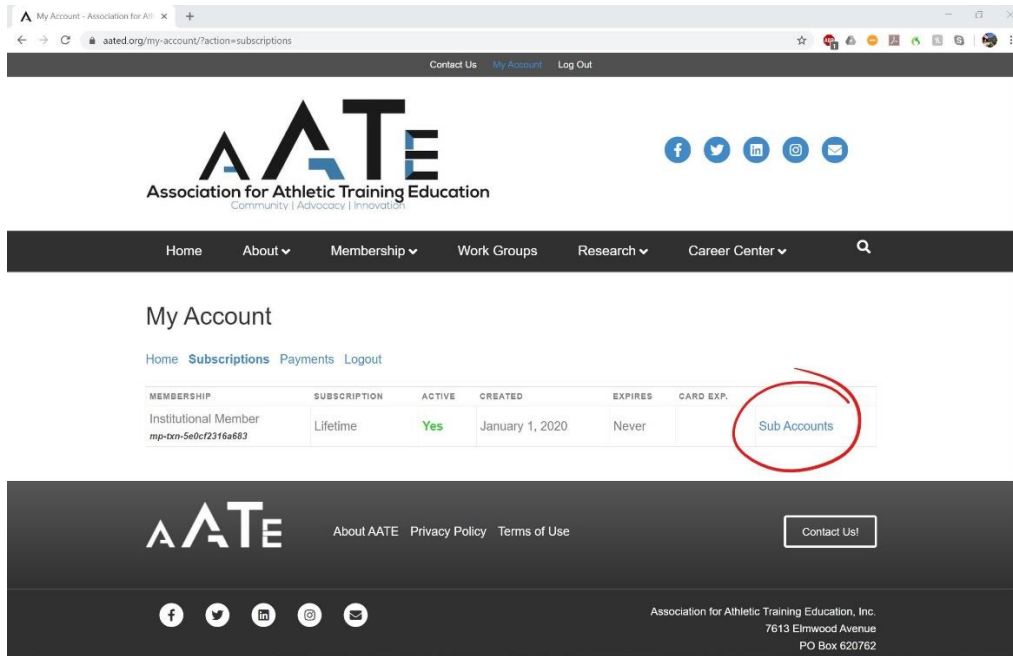 My Account - Association for Ath
aated.org/my-account/?action=subscriptions
Contact Us My Account Log Out
AATE
Association for Athletic Training Education
Community | Advocacy | Innovation
Home About Membership Work Groups Research Career Center
My Account
Home Subscriptions Payments Logout
MEMBERSHIP SUBSCRIPTION ACTIVE CREATED EXPIRES CARD EXP.
Institutional Member Lifetime Yes January 1, 2020 Never Sub Accounts
mp-txn-5e0cf2316a683
AATE About AATE Privacy Policy Terms of Use Contact Us!
Association for Athletic Training Education, Inc.
7613 Elmwood Avenue
PO Box 620762